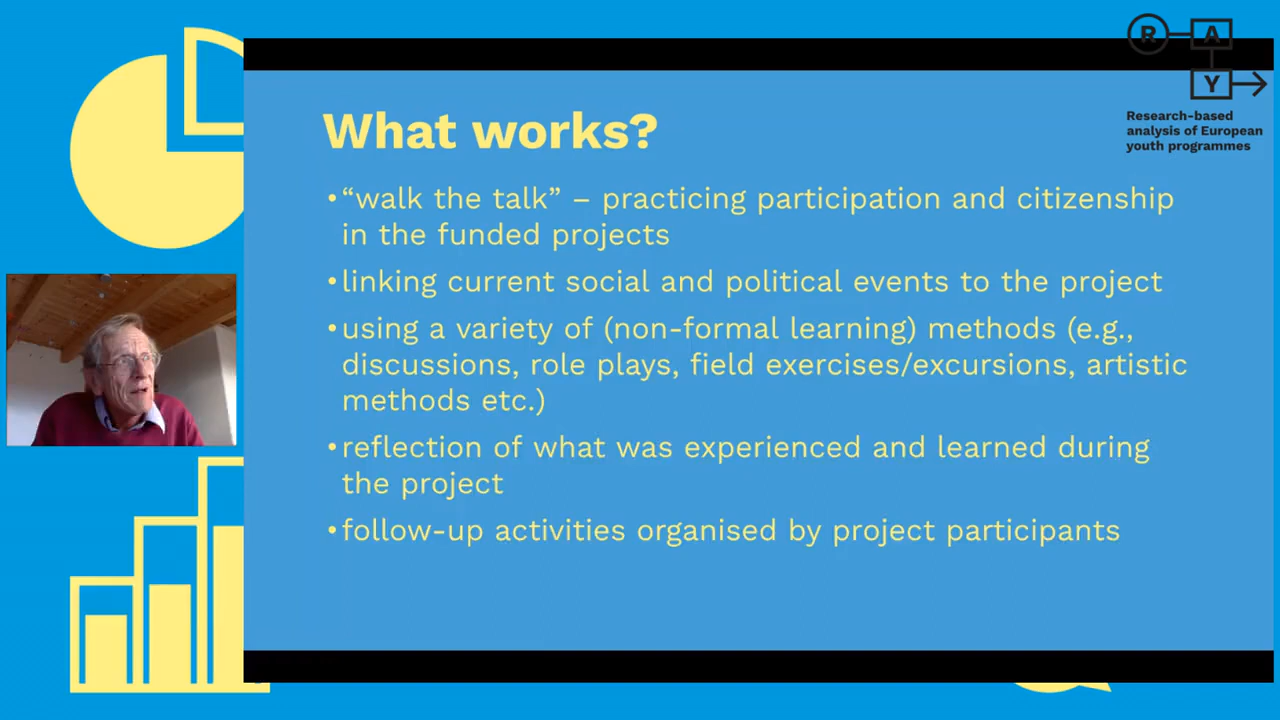 R A
Y
Research-based
analysis of European
youth programmes
What works?
•“walk the talk” – practicing participation and citizenship
in the funded projects
•linking current social and political events to the project
•using a variety of (non-formal learning) methods (e.g.,
discussions, role plays, field exercises/excursions, artistic
methods etc.)
•reflection of what was experienced and learned during
the project
•follow-up activities organised by project participants